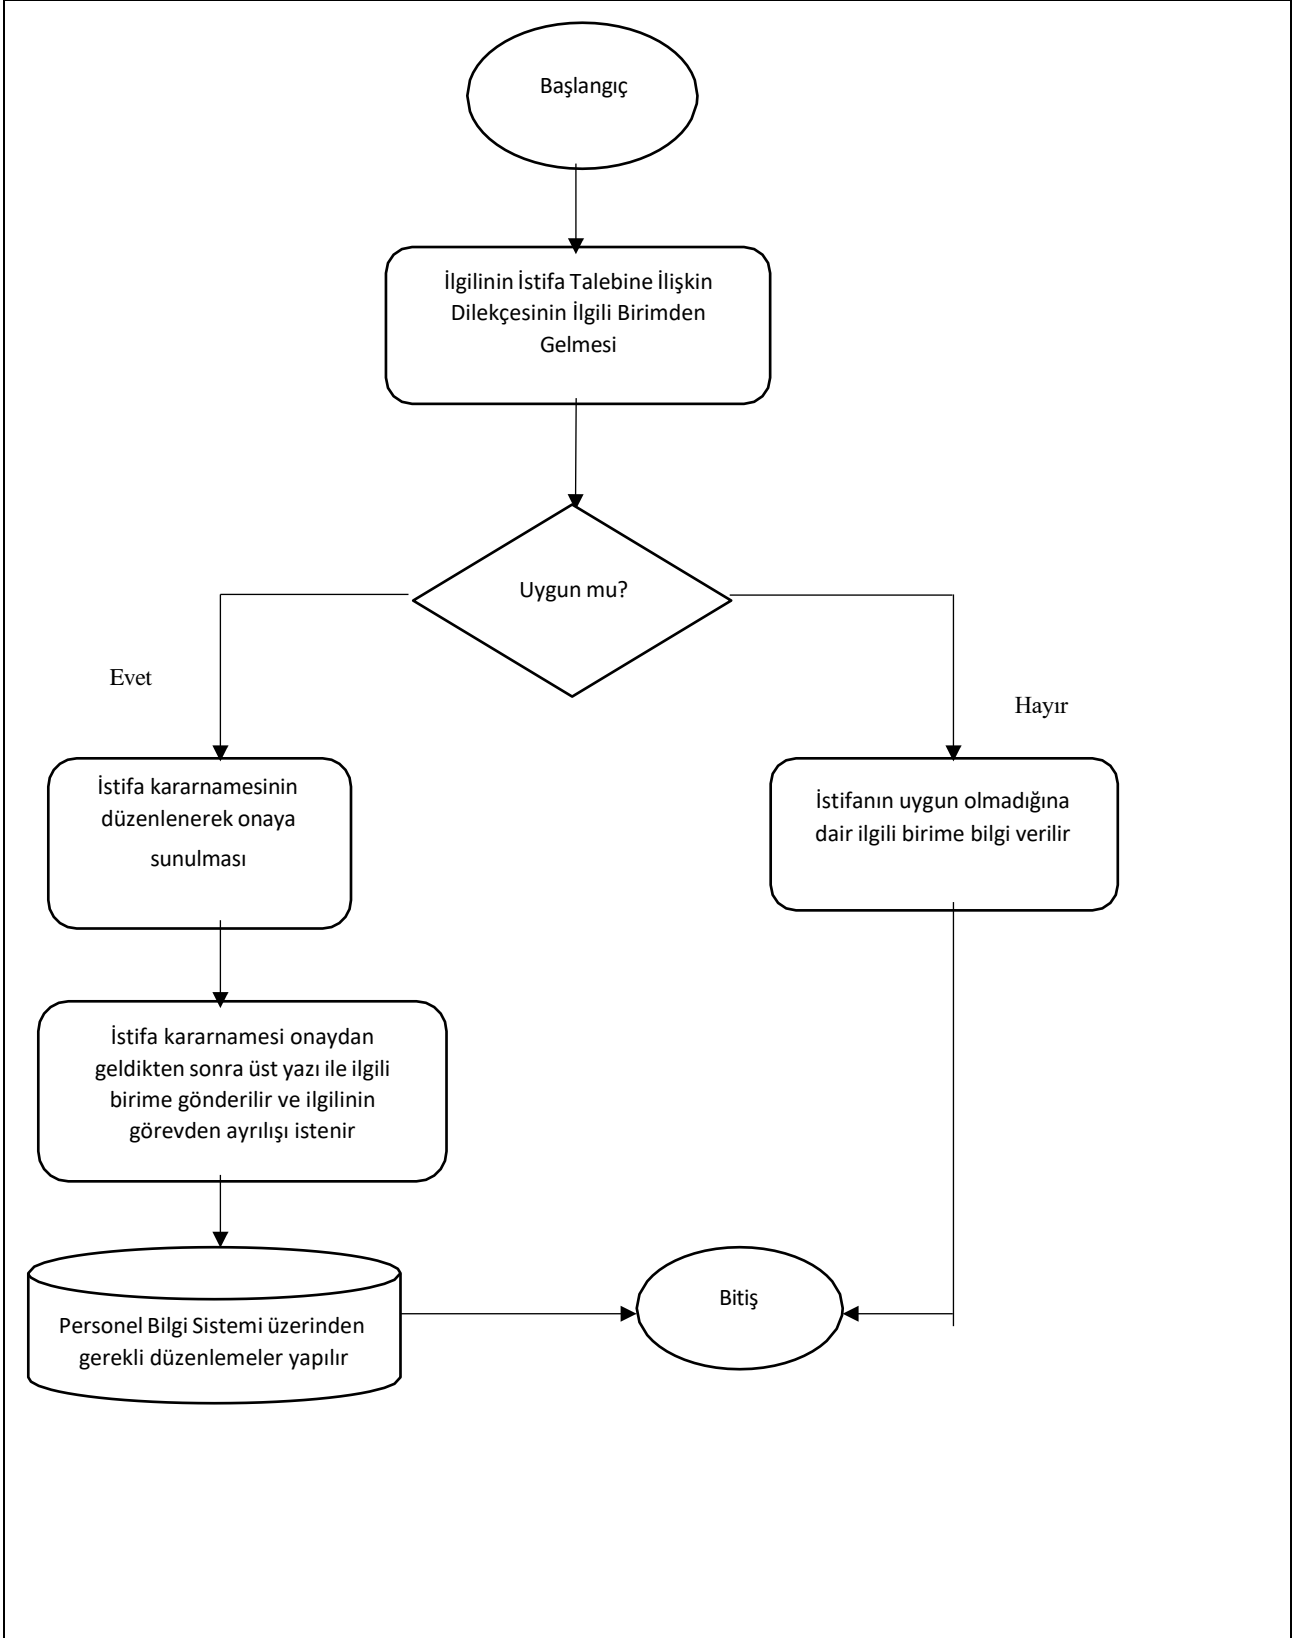 Başlangıç
İlgilinin İstifa Talebine İlişkin
Dilekçesinin İlgili Birimden
Gelmesi
Uygun mu?
Evet
Hayır
İstifa kararnamesinin
düzenlenerek onaya
sunulması
İstifanın uygun olmadığına
dair ilgili birime bilgi verilir
İstifa kararnamesi onaydan
geldikten sonra üst yazı ile ilgili
birime gönderilir ve ilgilinin
görevden ayrılışı istenir
Personel Bilgi Sistemi üzerinden
gerekli düzenlemeler yapılır
Bitiş